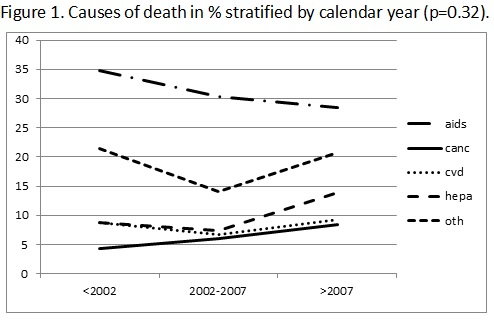 Figure 1. Causes of death in % stratified by calendar year (p=0.32).
40
35
30
25
20
15
10
5
0
<2002
2002-2007
>2007
aids
canc
cvd
hepa
oth